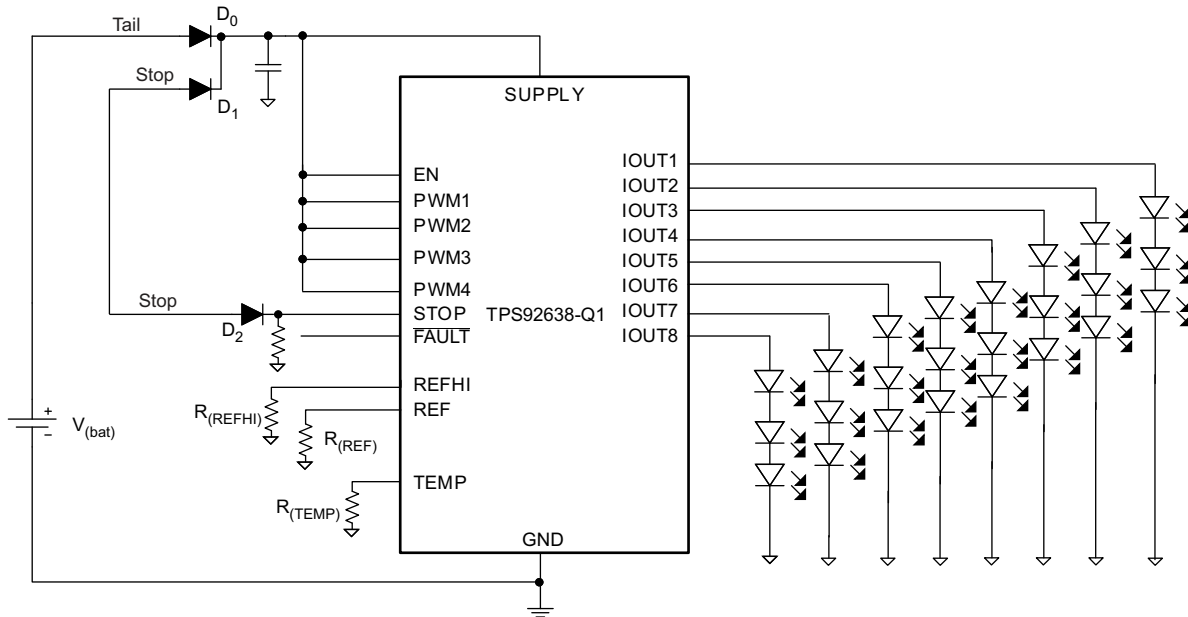 Tail
D0
Stop
D1
SUPPLY
EN
PWM1
PWM2
PWM3
PWM4
Stop
D2
STOP
FAULT
TPS92638-Q1
IOUT1
IOUT2
IOUT3
IOUT4
IOUT5
IOUT6
IOUT7
IOUT8
REFHI
R(REFHI)
REF
R(REF)
+
V(bat)
−
TEMP
R(TEMP)
GND